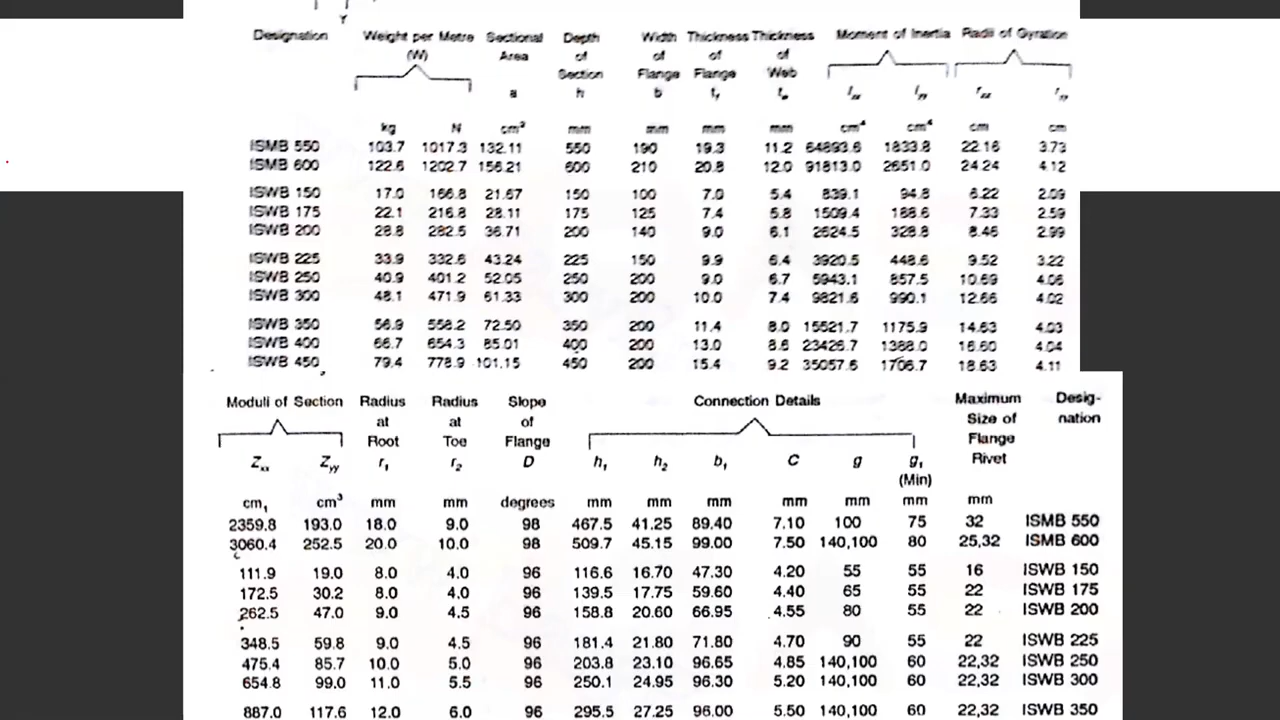 Y
Designation Weight per Metre Sectional Depth Width Thickness Thickness Moment of Inertia Radii of Gyration
(W) Area of of of of
Section Flange Flange Web
a h b t_f t_w I_xx I_yy r_xx r_yy
kg N cm² mm mm mm mm cm⁴ cm⁴ cm cm
ISMB 550 103.7 1017.3 132.11 550 190 19.3 11.2 64893.6 1833.8 22.16 3.73
ISMB 600 122.6 1202.7 156.21 600 210 20.8 12.0 91813.0 2651.0 24.24 4.12
ISWB 150 17.0 166.8 21.67 150 100 7.0 5.4 839.1 94.8 6.22 2.09
ISWB 175 22.1 216.8 28.11 175 125 7.4 5.8 1509.4 188.6 7.33 2.59
ISWB 200 28.8 282.5 36.71 200 140 9.0 6.1 2624.5 328.8 8.46 2.99
ISWB 225 33.9 332.6 43.24 225 150 9.9 6.4 3920.5 448.6 9.52 3.22
ISWB 250 40.9 401.2 52.05 250 200 9.0 6.7 5943.1 857.5 10.69 4.06
ISWB 300 48.1 471.9 61.33 300 200 10.0 7.4 9821.6 990.1 12.66 4.02
ISWB 350 56.9 558.2 72.50 350 200 11.4 8.0 15521.7 1175.9 14.63 4.03
ISWB 400 66.7 654.3 85.01 400 200 13.0 8.6 23426.7 1388.0 16.60 4.04
ISWB 450 79.4 778.9 101.15 450 200 15.4 9.2 35057.6 1706.7 18.63 4.11
Moduli of Section Radius Radius Slope Connection Details Maximum Desig-
at at of Size of nation
Root Toe Flange Flange
Z_xx Z_yy r₁ r₂ D h₁ h₂ b₁ C g g₁ Rivet
(Min)
cm, cm³ mm mm degrees mm mm mm mm mm mm mm
2359.8 193.0 18.0 9.0 98 467.5 41.25 89.40 7.10 100 75 32 ISMB 550
3060.4 252.5 20.0 10.0 98 509.7 45.15 99.00 7.50 140,100 80 25,32 ISMB 600
111.9 19.0 8.0 4.0 96 116.6 16.70 47.30 4.20 55 55 16 ISWB 150
172.5 30.2 8.0 4.0 96 139.5 17.75 59.60 4.40 65 55 22 ISWB 175
262.5 47.0 9.0 4.5 96 158.8 20.60 66.95 4.55 80 55 22 ISWB 200
348.5 59.8 9.0 4.5 96 181.4 21.80 71.80 4.70 90 55 22 ISWB 225
475.4 85.7 10.0 5.0 96 203.8 23.10 96.65 4.85 140,100 60 22,32 ISWB 250
654.8 99.0 11.0 5.5 96 250.1 24.95 96.30 5.20 140,100 60 22,32 ISWB 300
887.0 117.6 12.0 6.0 96 295.5 27.25 96.00 5.50 140,100 60 22,32 ISWB 350